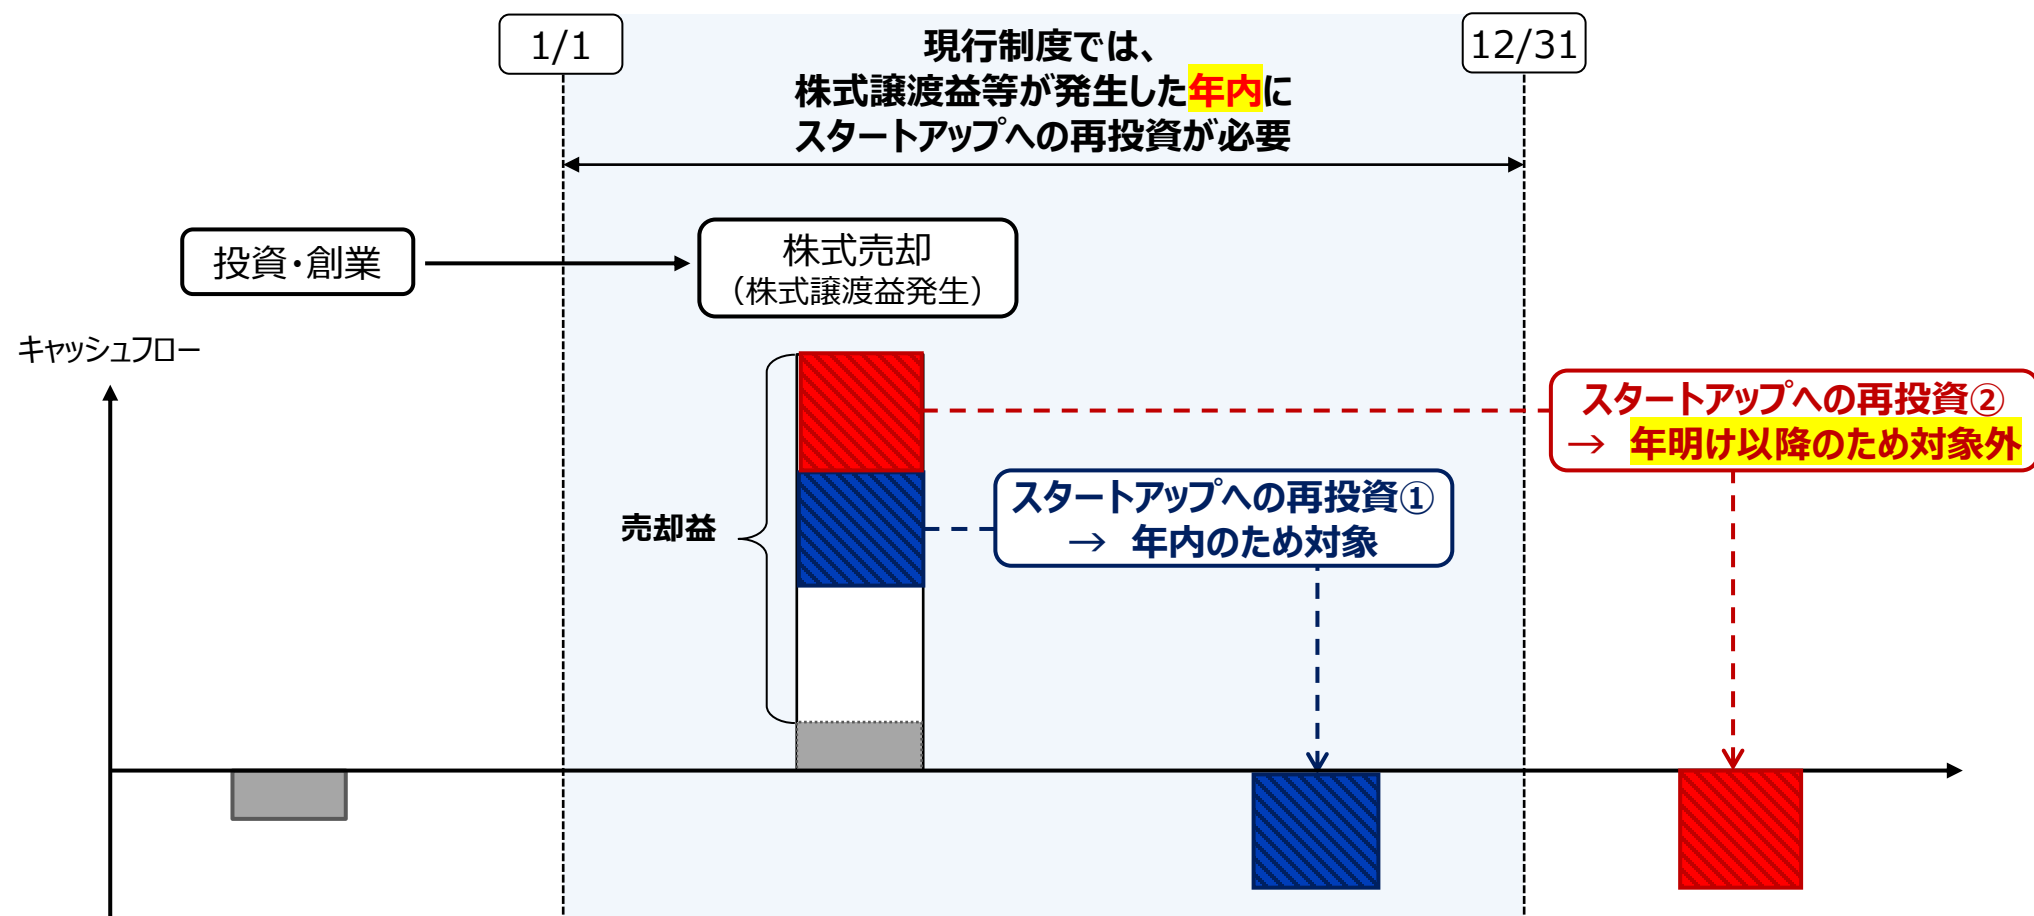 1/1
現行制度では、
株式譲渡益等が発生した年内に
スタートアップへの再投資が必要
12/31
投資・創業
株式売却
（株式譲渡益発生）
キャッシュフロー
売却益
スタートアップへの再投資①
→ 年内のため対象
スタートアップへの再投資②
→ 年明け以降のため対象外